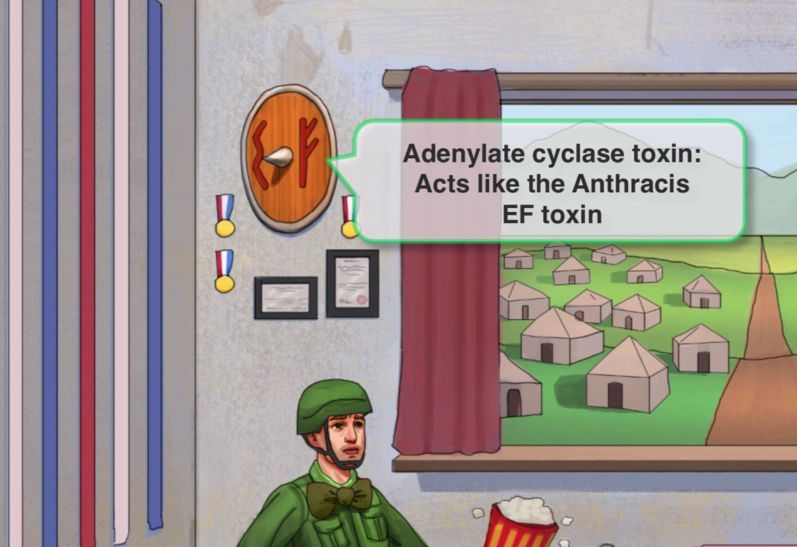 Adenylate cyclase toxin:
Acts like the Anthracis
EF toxin